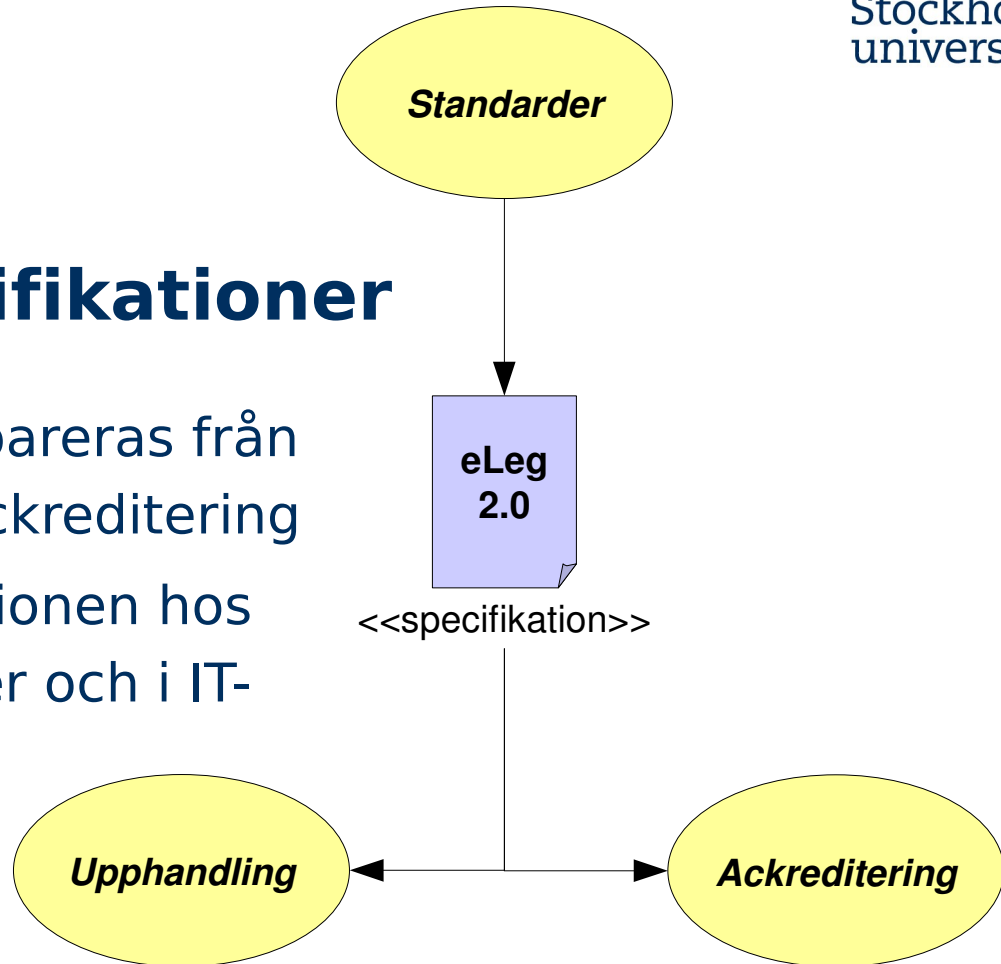 Stockho
univers
Standarder
ifikationer
pareras från
ckreditering
eLeg
2.0
ionen hos
<<specifikation>>
er och i IT-
Upphandling
Ackreditering